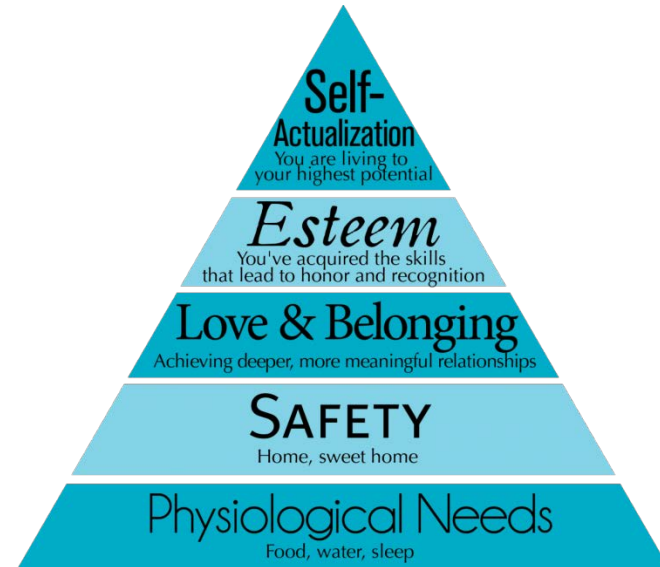 Self-
Actualization
You are living to
your highest potential
Esteem
You've acquired the skills
that lead to honor and recognition
Love & Belonging
Achieving deeper, more meaningful relationships
SAFETY
Home, sweet home
Physiological Needs
Food, water, sleep